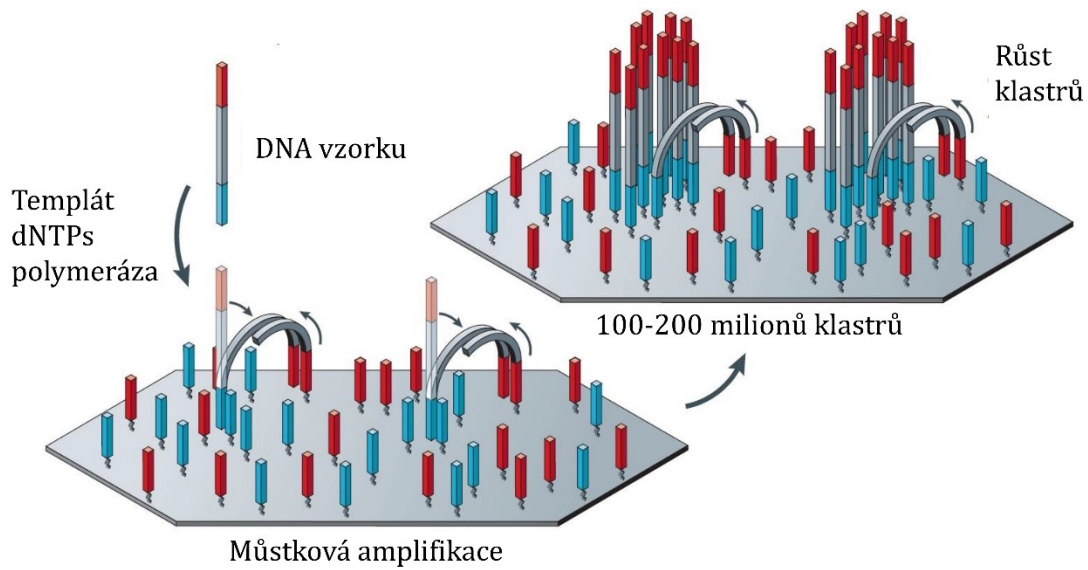 DNA vzorku
Templát
dNTPs
polymeráza
Můstková amplifikace
Růst
klastrů
100-200 milionů klastrů